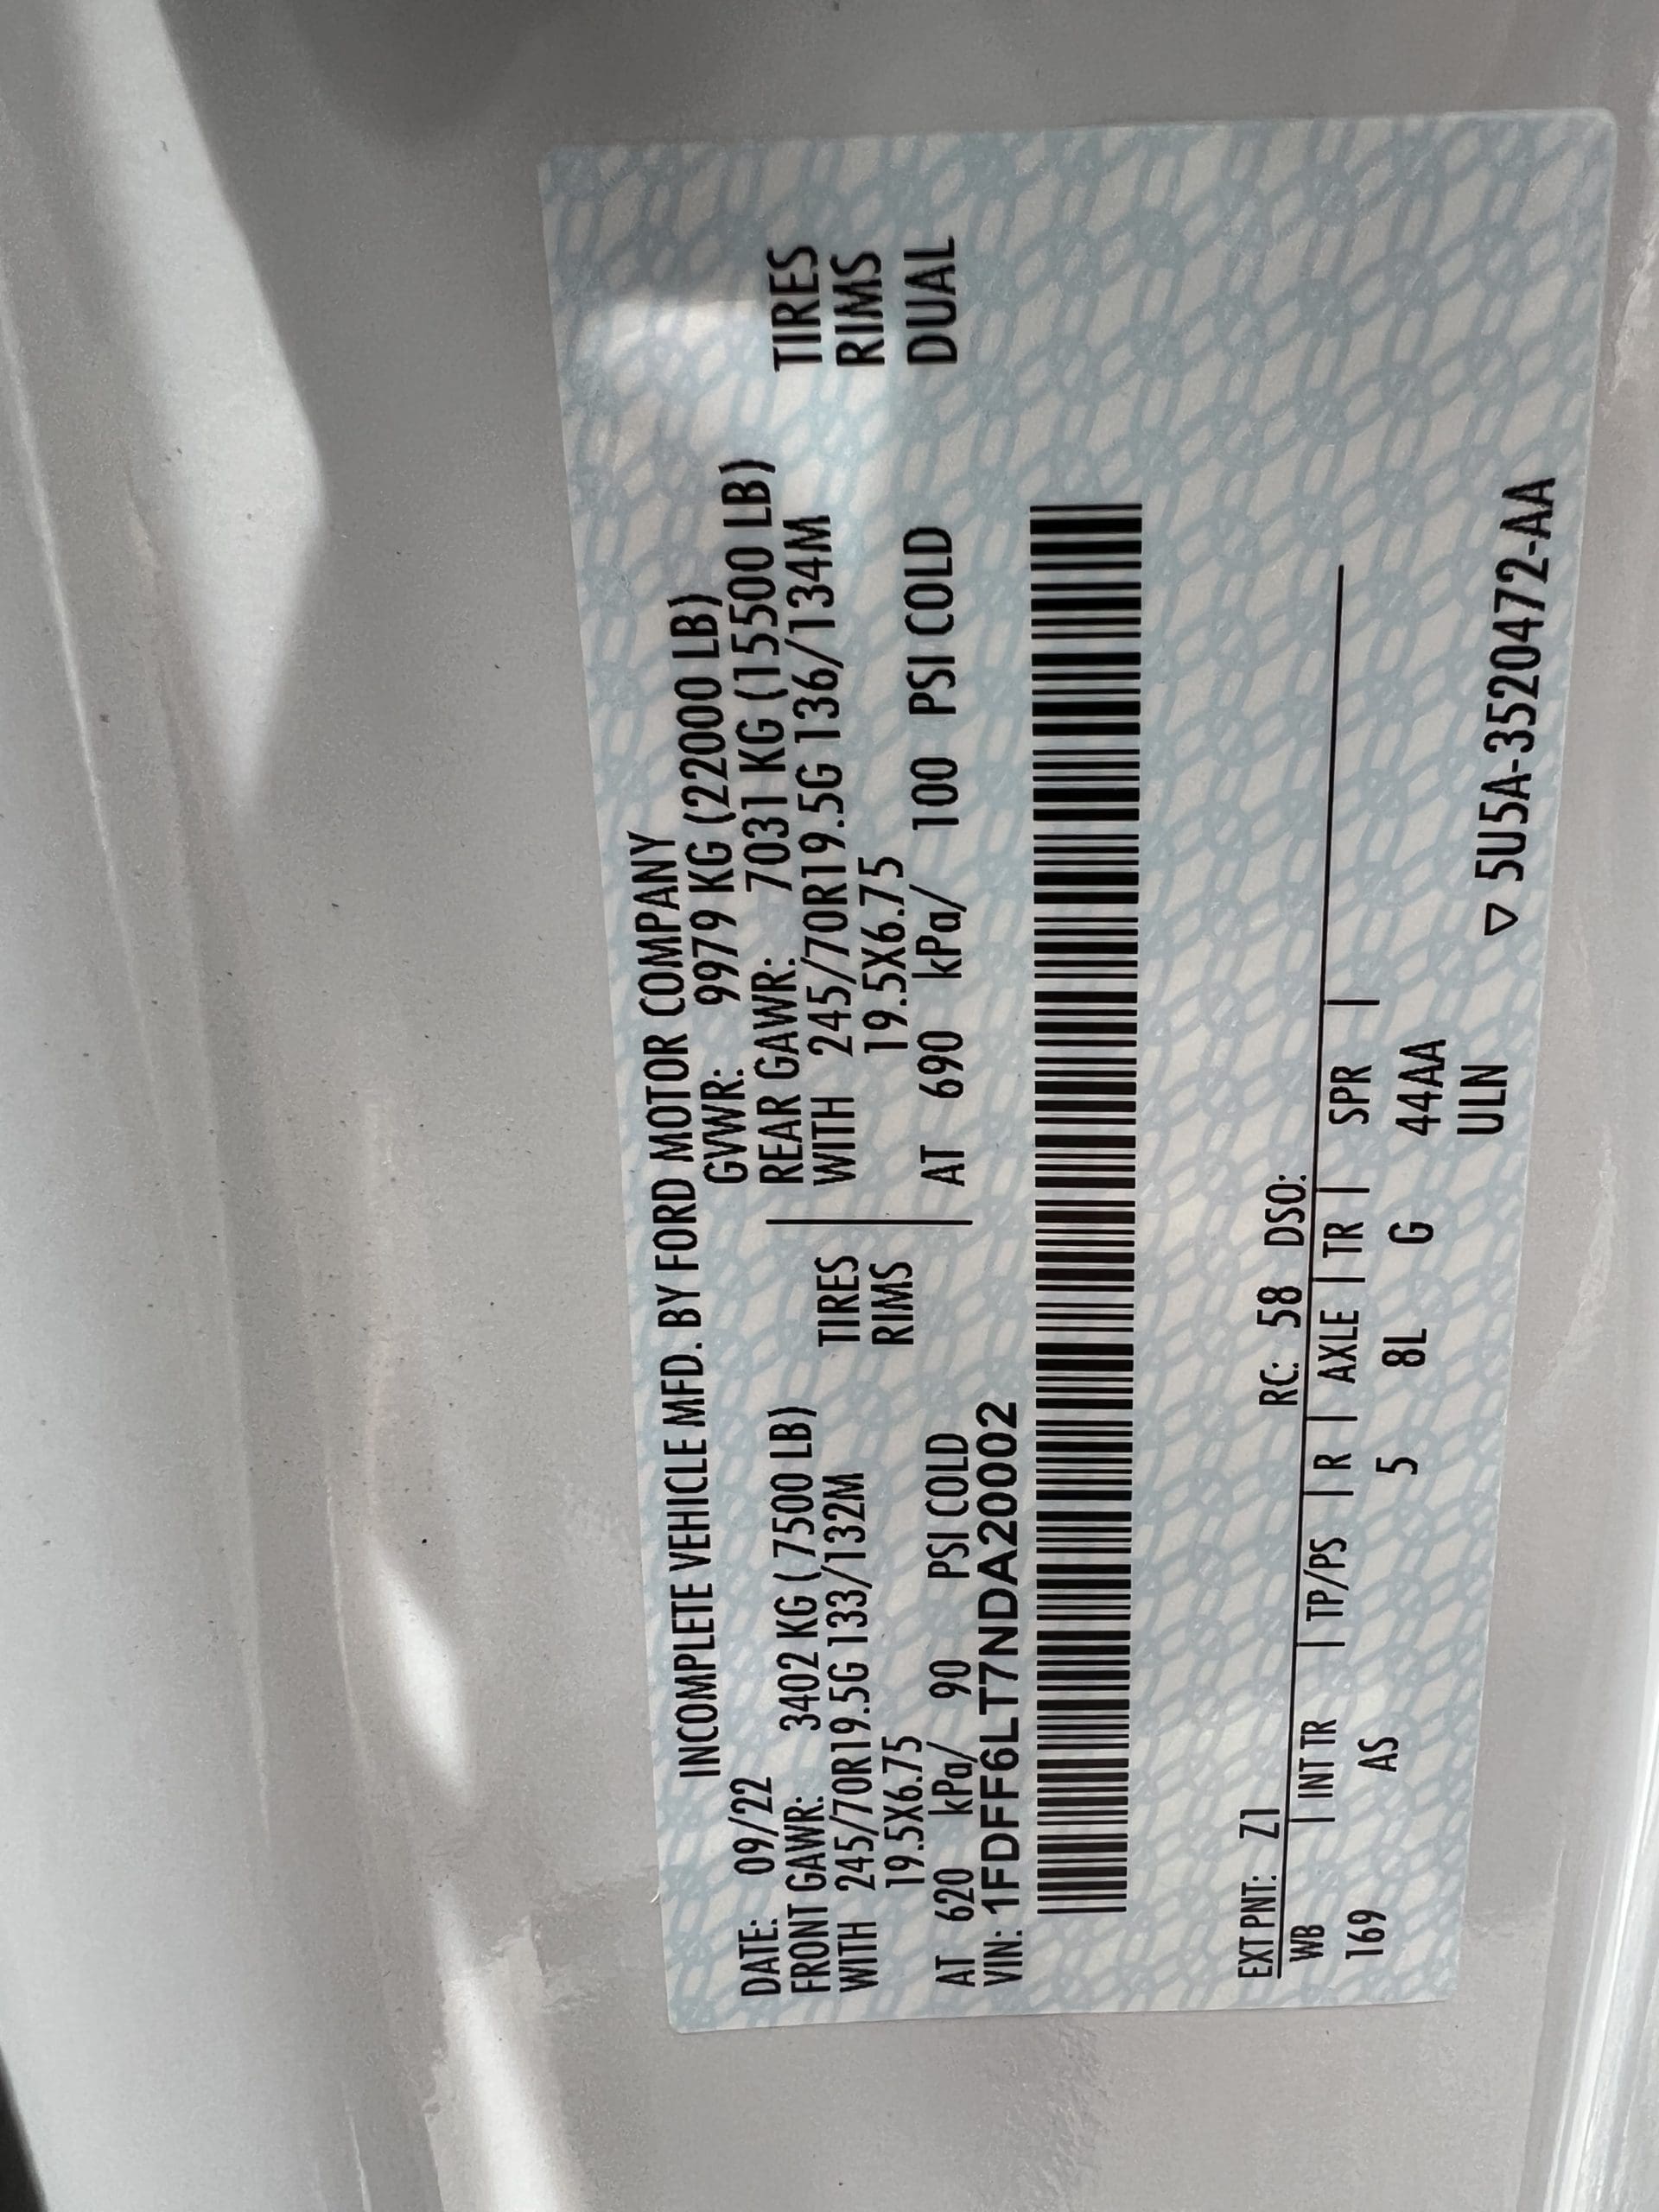 INCOMPLETE VEHICLE MFD. BY FORD MOTOR COMPANY
DATE: 09/22 GVWR: 9979 KG (22000 LB)
FRONT GAWR: 3402 KG ( 7500 LB) REAR GAWR: 7031 KG (15500 LB)
WITH 245/70R19.5G 133/132M TIRES WITH 245/70R19.5G 136/134M TIRES
19.5X6.75 RIMS 19.5X6.75 RIMS
AT 620 kPa/ 90 PSI COLD AT 690 kPa/ 100 PSI COLD DUAL
VIN: 1FDFF6LT7NDA20002
EXT PNT: Z1 RC: 58 DSO:
WB | INT TR | TP/PS | R | AXLE | TR | SPR |
169 AS 5 8L G 44AA
ULN
▽ 5U5A-3520472-AA